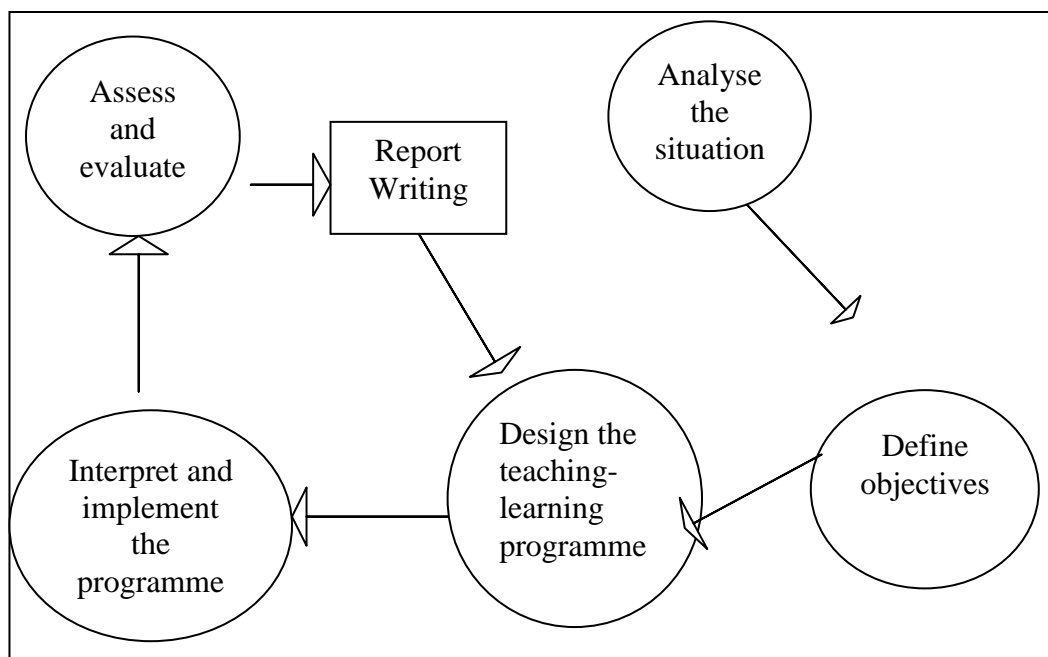 Assess
and
evaluate
Report
Writing
Analyse
the
situation
Interpret and
implement
the
programme
Design the
teaching-
learning
programme
Define
objectives